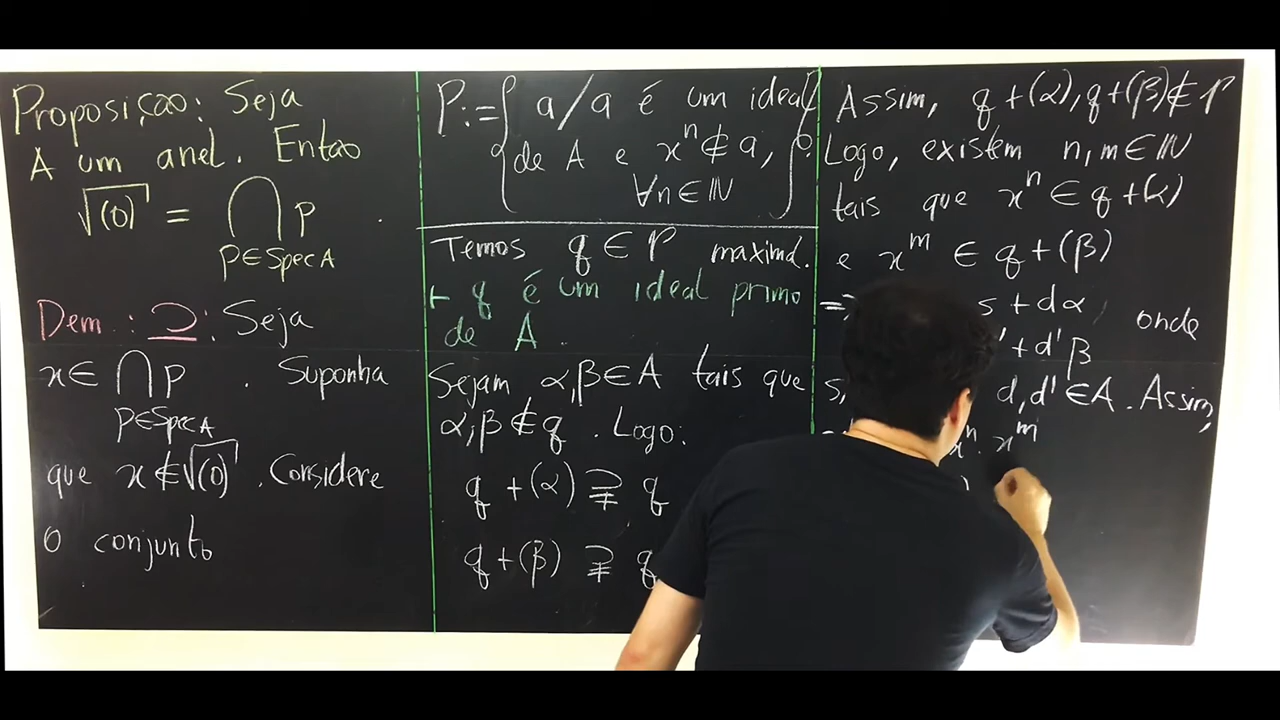 Proposição: Seja
A um anel. Então
√(0) = ⋂ p
p∈Spec A
Dem.: ⊇: Seja
x∈ ⋂ p . Suponha
p∈Spec A
que x∉√(0). Considere
o conjunto
P:={ a/a é um ideal
de A e xⁿ∉a,
∀n∈ℕ }
Temos q∈P maximal.
⊢ q é um ideal primo
de A.
Sejam α,β∈A tais que
α,β∉q. Logo:
q+(α) ⊋ q
q+(β) ⊋ q
Assim, q+(α),q+(β)∉P
Logo, existem n,m∈ℕ
tais que xⁿ∈q+(α)
e xᵐ ∈ q+(β)
=> s+dα, onde
'+d'β
s, d,d'∈A. Assim,
xⁿ·xᵐ